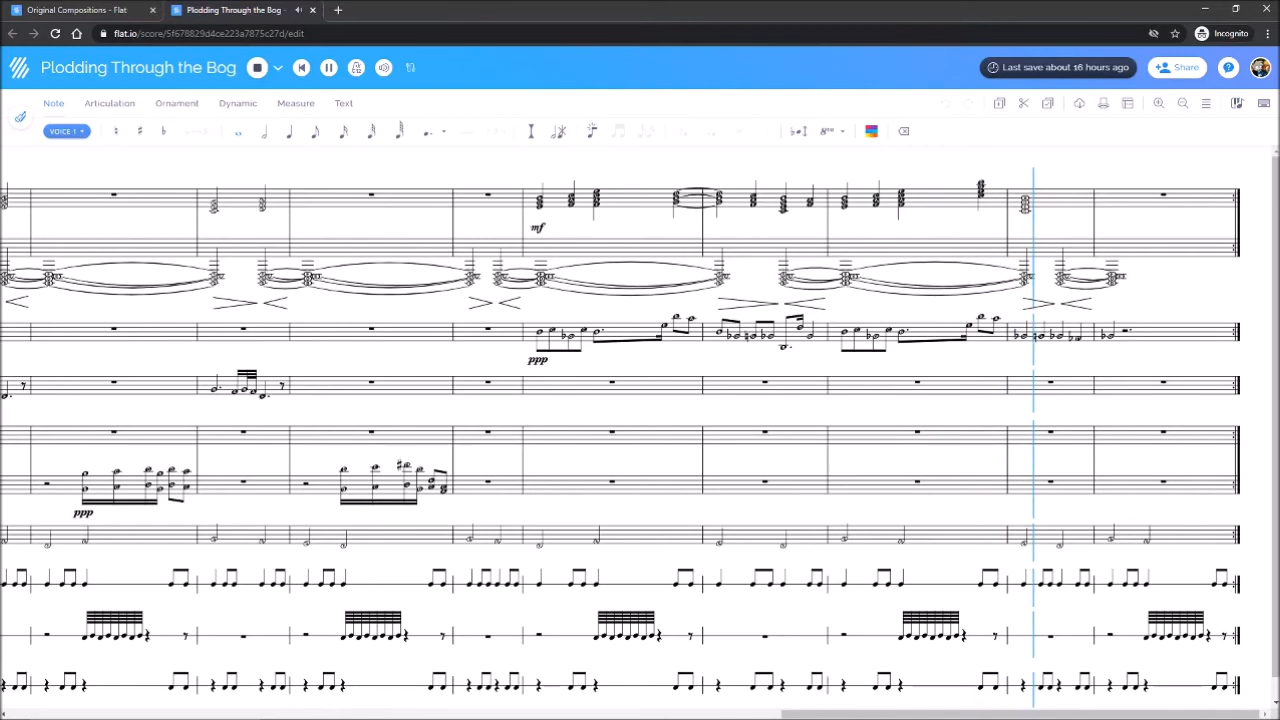 Original Compositions - Flat
Plodding Through the Bog -
flat.io/score/5f678829d4ce223a7875c27d/edit
Incognito
Plodding Through the Bog
Last save about 16 hours ago
Share
Note Articulation Ornament Dynamic Measure Text
VOICE 1
mf
ppp
ppp